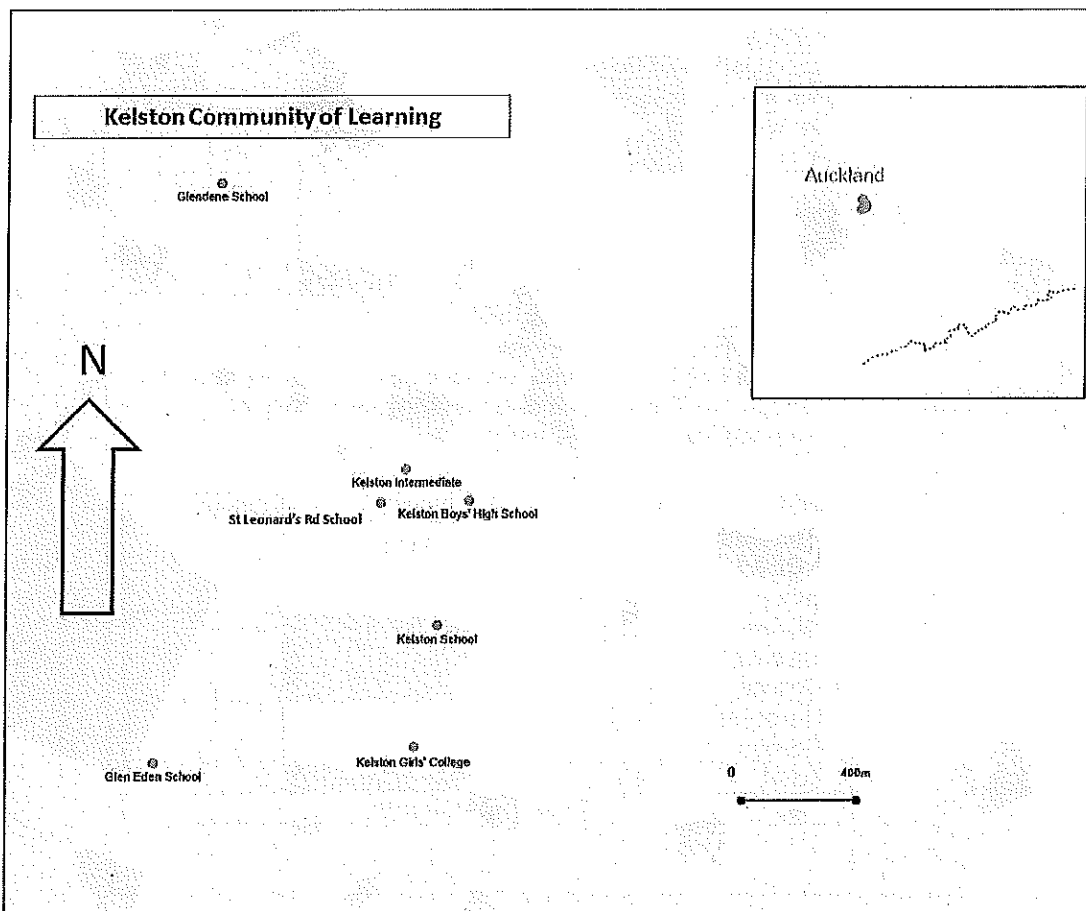 Kelston Community of Learning
Auckland
Glendene School
N
Kelston Intermediate
St Leonard's Rd School
Kelston Boys' High School
Kelston School
Kelston Girls' College
Glen Eden School
0 400m